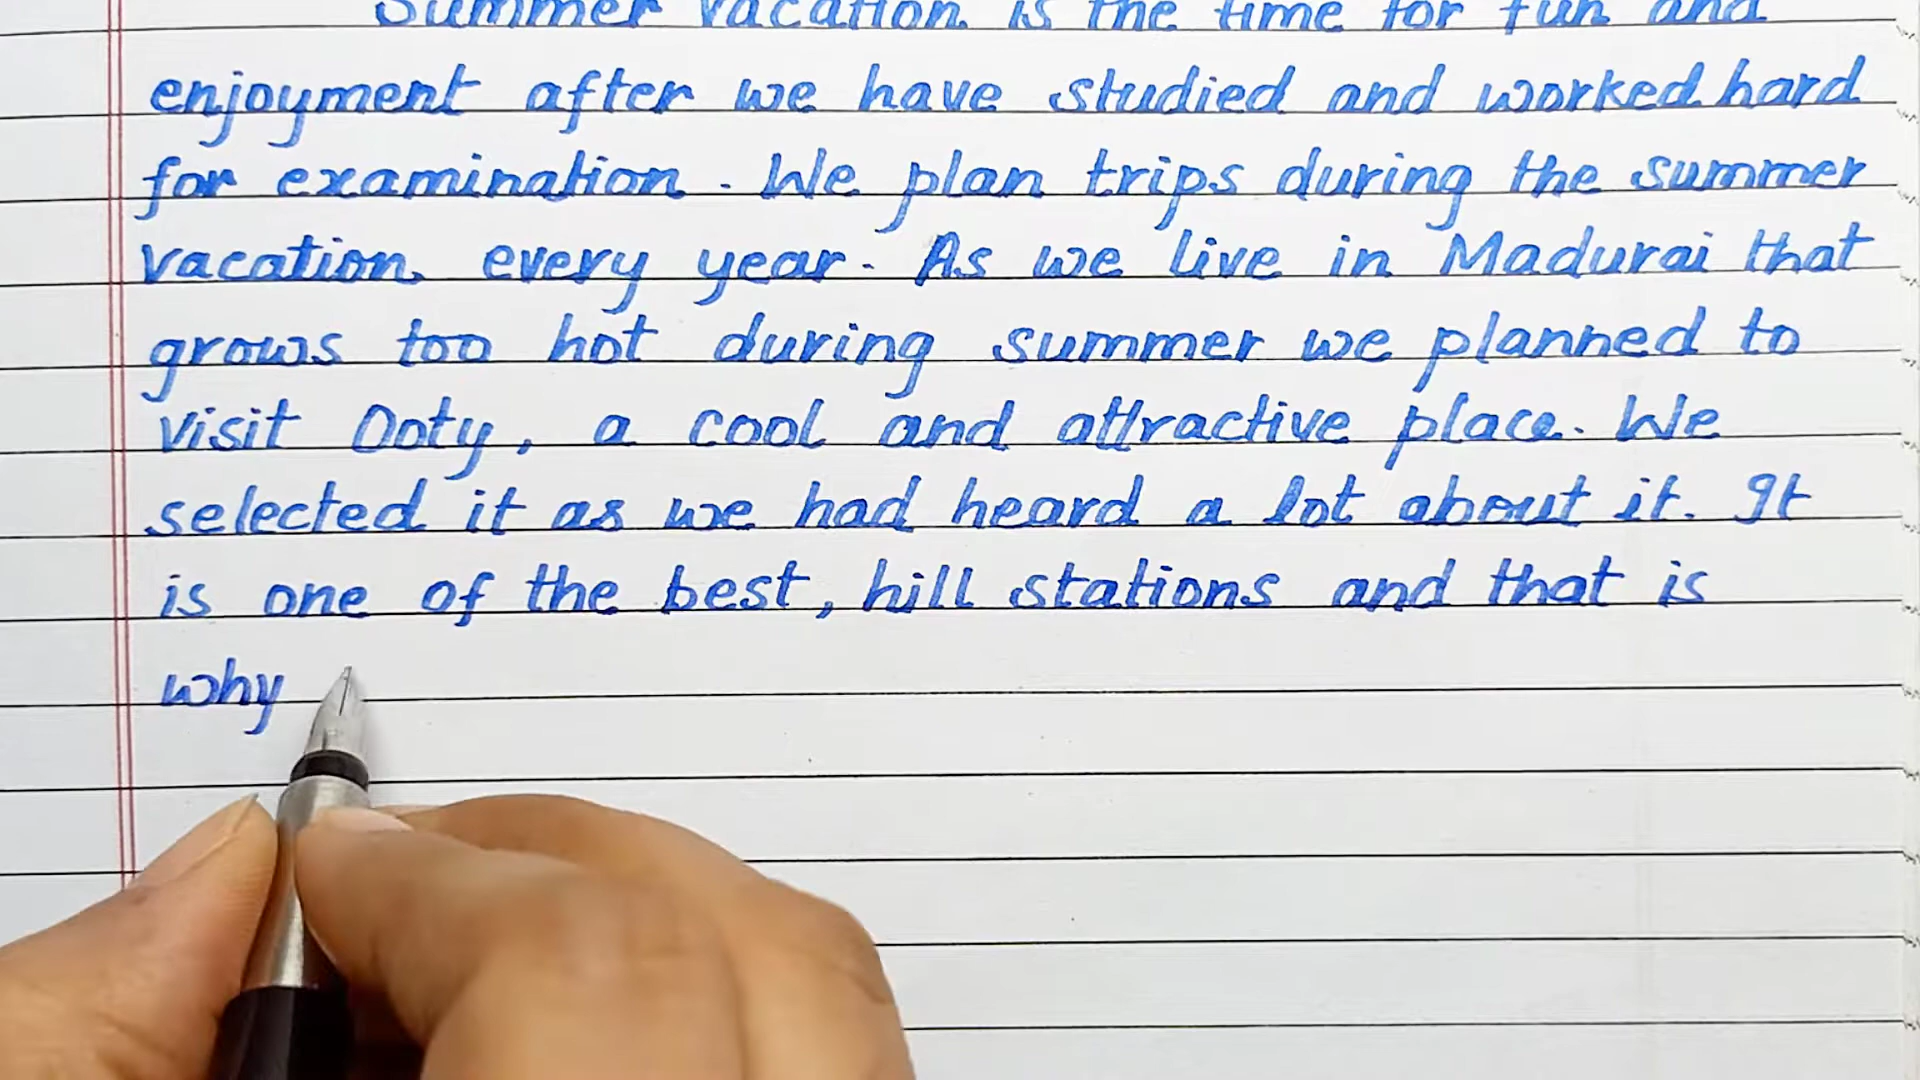 Summer vacation is the time for fun and
enjoyment after we have studied and worked hard
for examination. We plan trips during the summer
vacation every year. As we live in Madurai that
grows too hot during summer we planned to
visit Ooty, a cool and attractive place. We
selected it as we had heard a lot about it. It
is one of the best, hill stations and that is
why